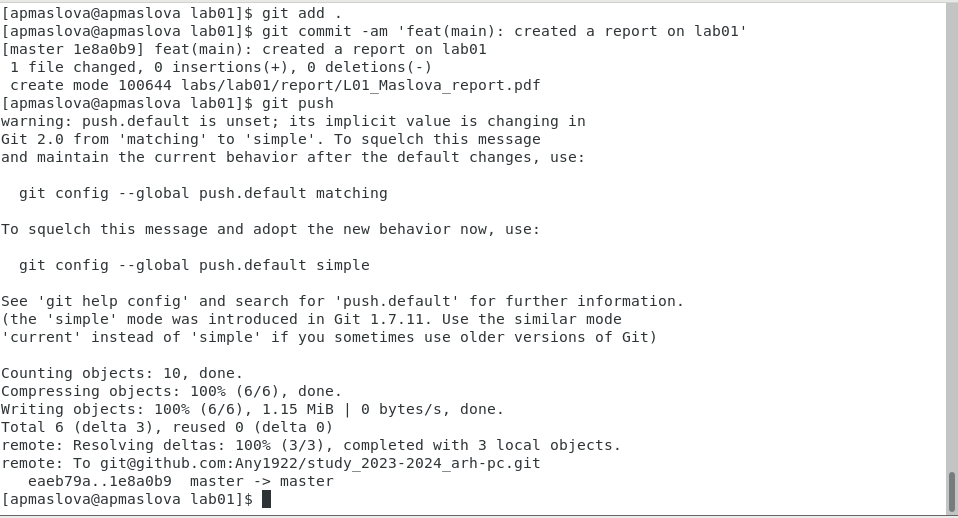 [apmaslova@apmaslova lab01]$ git add .
[apmaslova@apmaslova lab01]$ git commit -am 'feat(main): created a report on lab01'
[master 1e8a0b9] feat(main): created a report on lab01
 1 file changed, 0 insertions(+), 0 deletions(-)
 create mode 100644 labs/lab01/report/L01_Maslova_report.pdf
[apmaslova@apmaslova lab01]$ git push
warning: push.default is unset; its implicit value is changing in
Git 2.0 from 'matching' to 'simple'. To squelch this message
and maintain the current behavior after the default changes, use:

  git config --global push.default matching

To squelch this message and adopt the new behavior now, use:

  git config --global push.default simple

See 'git help config' and search for 'push.default' for further information.
(the 'simple' mode was introduced in Git 1.7.11. Use the similar mode
'current' instead of 'simple' if you sometimes use older versions of Git)

Counting objects: 10, done.
Compressing objects: 100% (6/6), done.
Writing objects: 100% (6/6), 1.15 MiB | 0 bytes/s, done.
Total 6 (delta 3), reused 0 (delta 0)
remote: Resolving deltas: 100% (3/3), completed with 3 local objects.
remote: To git@github.com:Any1922/study_2023-2024_arh-pc.git
   eaeb79a..1e8a0b9  master -> master
[apmaslova@apmaslova lab01]$